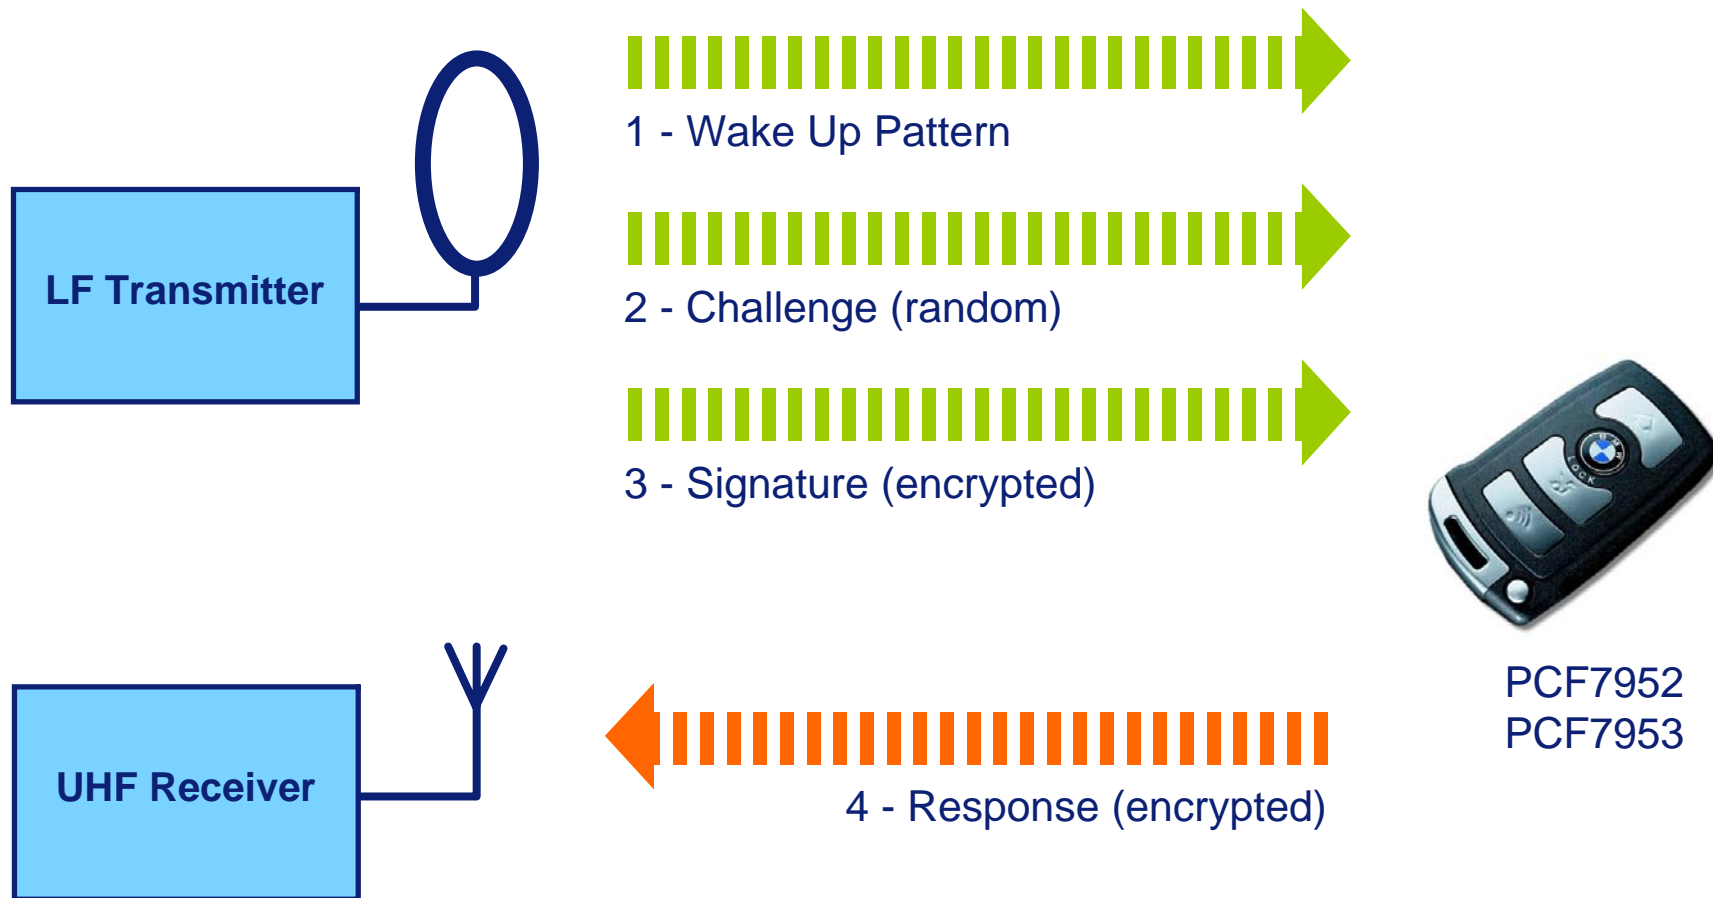 1 - Wake Up Pattern
LF Transmitter
2 - Challenge (random)
3 - Signature (encrypted)
LOCK
PCF7952
PCF7953
UHF Receiver
4 - Response (encrypted)